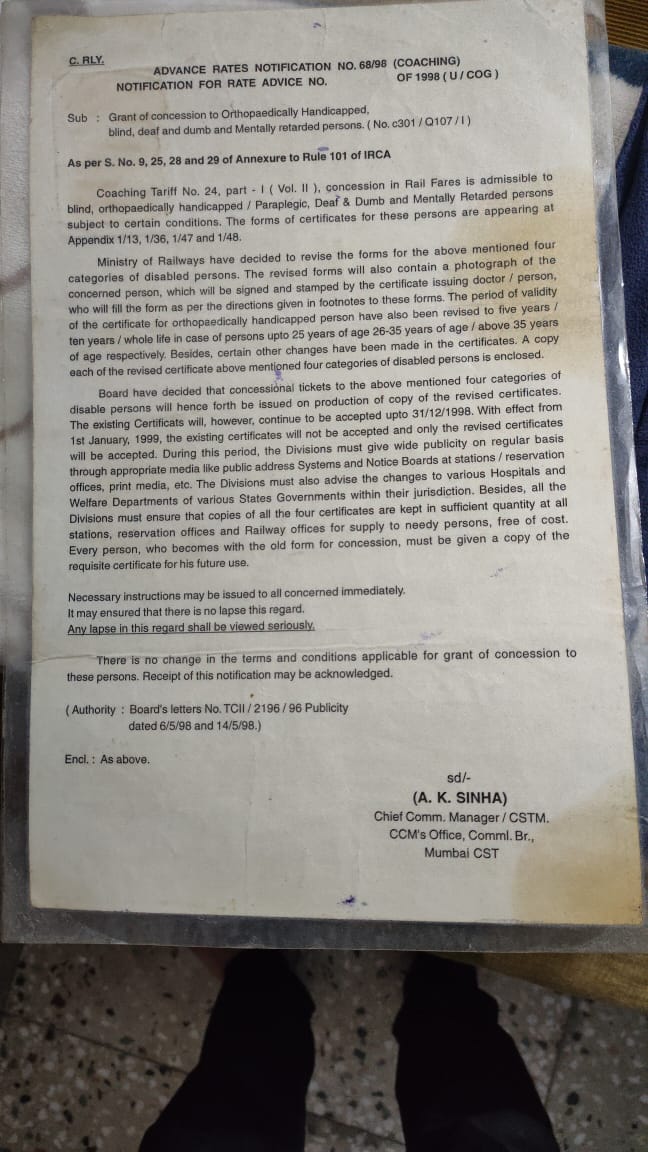 C. RLY.
ADVANCE RATES NOTIFICATION NO. 68/98 (COACHING)
NOTIFICATION FOR RATE ADVICE NO. OF 1998 ( U / COG )
Sub : Grant of concession to Orthopaedically Handicapped,
blind, deaf and dumb and Mentally retarded persons. ( No. c301 / Q107 / I )
As per S. No. 9, 25, 28 and 29 of Annexure to Rule 101 of IRCA
Coaching Tariff No. 24, part - I ( Vol. II ), concession in Rail Fares is admissible to
blind, orthopaedically handicapped / Paraplegic, Deaf & Dumb and Mentally Retarded persons
subject to certain conditions. The forms of certificates for these persons are appearing at
Appendix 1/13, 1/36, 1/47 and 1/48.
Ministry of Railways have decided to revise the forms for the above mentioned four
categories of disabled persons. The revised forms will also contain a photograph of the
concerned person, which will be signed and stamped by the certificate issuing doctor / person,
who will fill the form as per the directions given in footnotes to these forms. The period of validity
of the certificate for orthopaedically handicapped person have also been revised to five years /
ten years / whole life in case of persons upto 25 years of age 26-35 years of age / above 35 years
of age respectively. Besides, certain other changes have been made in the certificates. A copy
each of the revised certificate above mentioned four categories of disabled persons is enclosed.
Board have decided that concessional tickets to the above mentioned four categories of
disable persons will hence forth be issued on production of copy of the revised certificates.
The existing Certificats will, however, continue to be accepted upto 31/12/1998. With effect from
1st January, 1999, the existing certificates will not be accepted and only the revised certificates
will be accepted. During this period, the Divisions must give wide publicity on regular basis
through appropriate media like public address Systems and Notice Boards at stations / reservation
offices, print media, etc. The Divisions must also advise the changes to various Hospitals and
Welfare Departments of various States Governments within their jurisdiction. Besides, all the
Divisions must ensure that copies of all the four certificates are kept in sufficient quantity at all
stations, reservation offices and Railway offices for supply to needy persons, free of cost.
Every person, who becomes with the old form for concession, must be given a copy of the
requisite certificate for his future use.
Necessary instructions may be issued to all concerned immediately.
It may ensured that there is no lapse this regard.
Any lapse in this regard shall be viewed seriously.
There is no change in the terms and conditions applicable for grant of concession to
these persons. Receipt of this notification may be acknowledged.
( Authority : Board's letters No. TCII / 2196 / 96 Publicity
dated 6/5/98 and 14/5/98.)
Encl. : As above.
sd/-
(A. K. SINHA)
Chief Comm. Manager / CSTM.
CCM's Office, Comml. Br.,
Mumbai CST